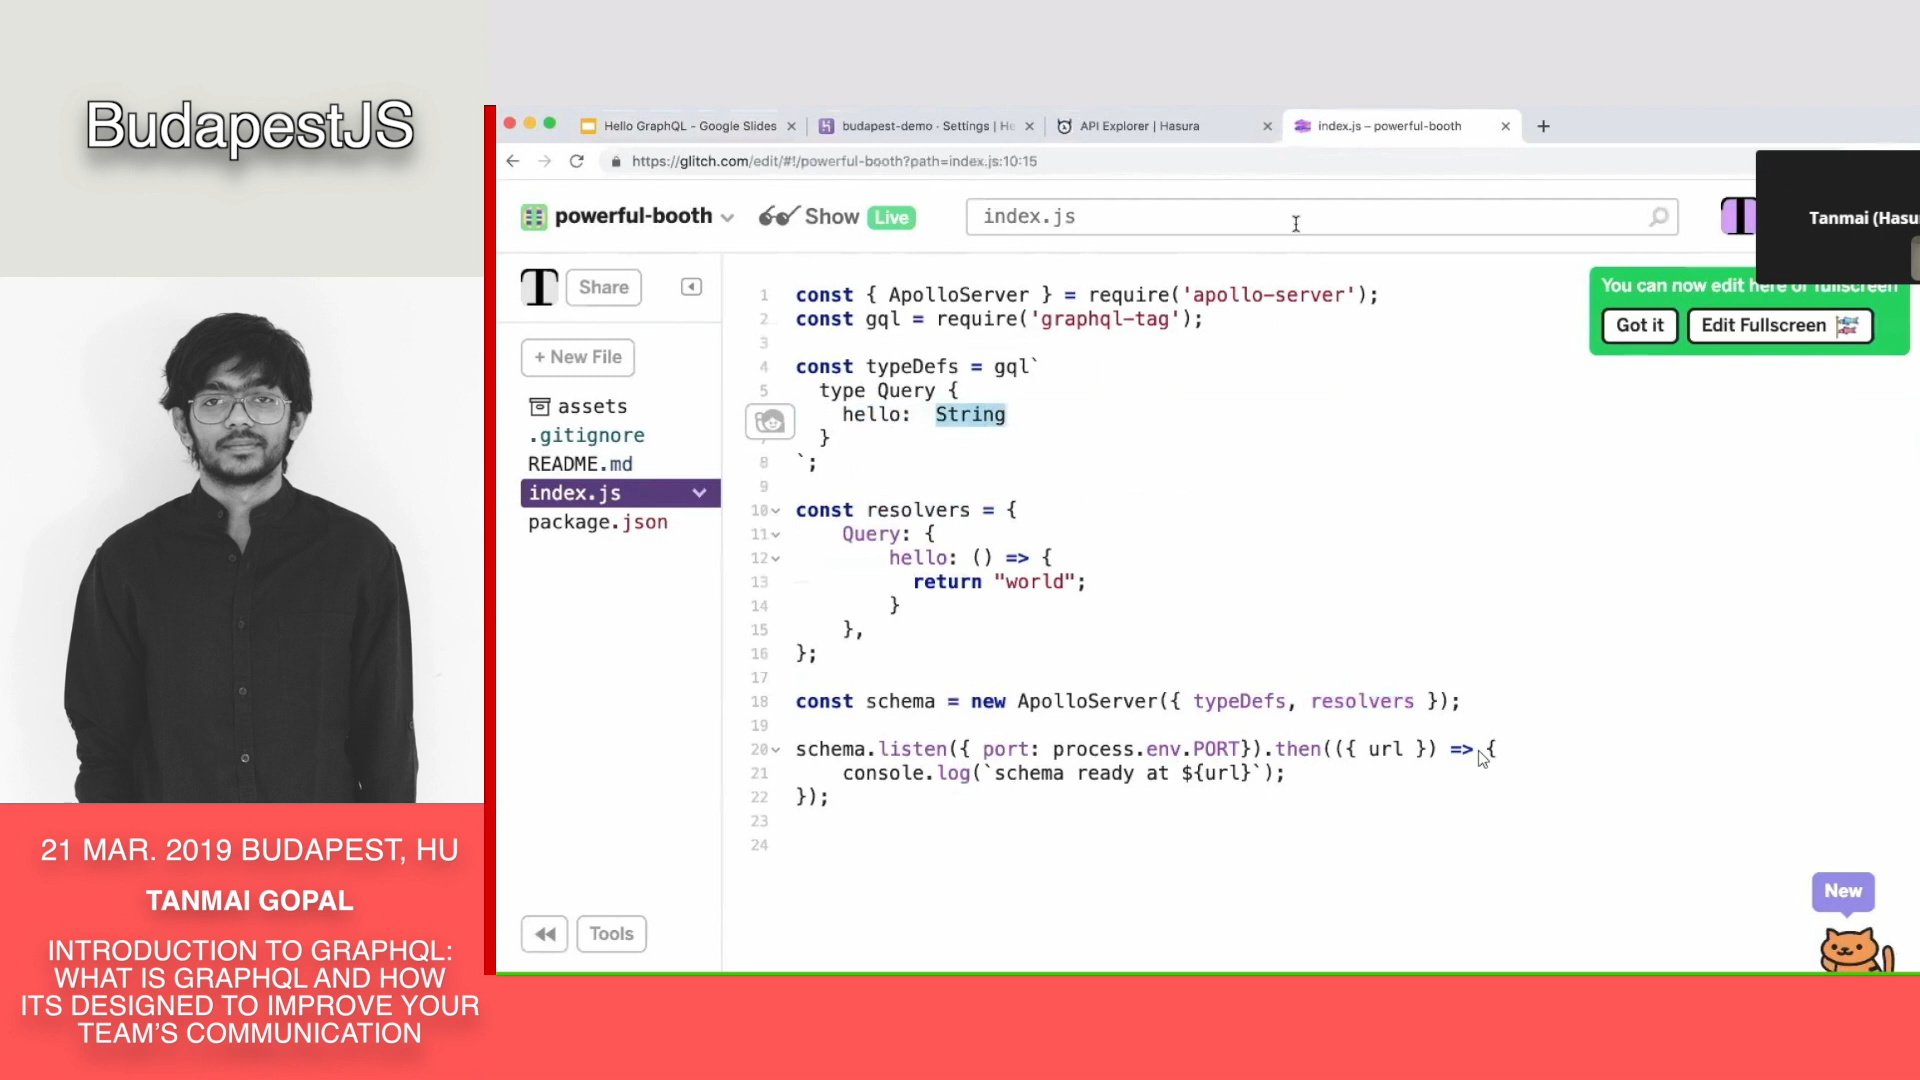 BudapestJS
21 MAR. 2019 BUDAPEST, HU
TANMAI GOPAL
INTRODUCTION TO GRAPHQL:
WHAT IS GRAPHQL AND HOW
ITS DESIGNED TO IMPROVE YOUR
TEAM'S COMMUNICATION
Hello GraphQL - Google Slides
budapest-demo · Settings | He
API Explorer | Hasura
index.js – powerful-booth
https://glitch.com/edit/#!/powerful-booth?path=index.js:10:15
powerful-booth
Show Live
index.js
T
Tanmai (Hasu
T
Share
+ New File
assets
.gitignore
README.md
index.js
package.json
Tools
You can now edit here or fullscreen
Got it
Edit Fullscreen
1 const { ApolloServer } = require('apollo-server');
2 const gql = require('graphql-tag');
3
4 const typeDefs = gql`
5 type Query {
hello: String
7 }
8 `;
9
10 const resolvers = {
11 Query: {
12 hello: () => {
13 return "world";
14 }
15 },
16 };
17
18 const schema = new ApolloServer({ typeDefs, resolvers });
19
20 schema.listen({ port: process.env.PORT}).then(({ url }) => {
21 console.log(`schema ready at ${url}`);
22 });
23
24
New